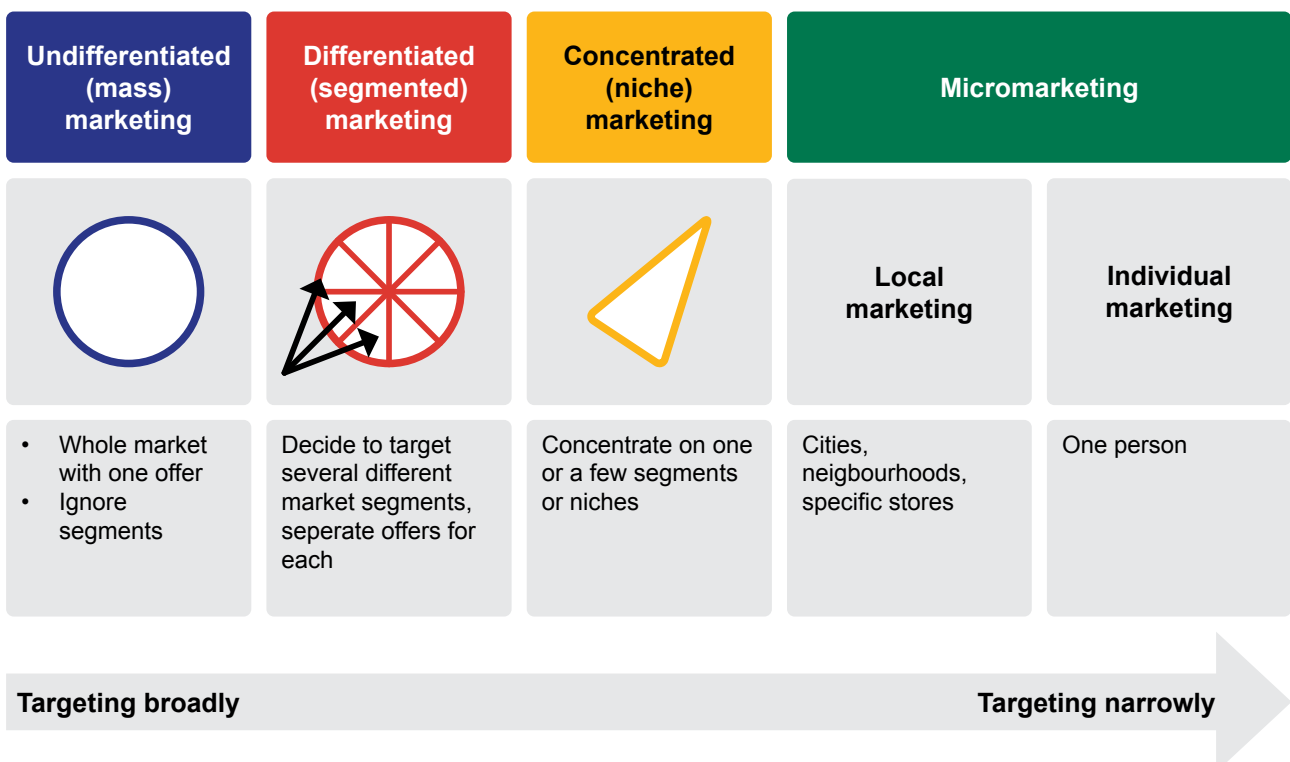 Undifferentiated
(mass)
marketing
Differentiated
(segmented)
marketing
Concentrated
(niche)
marketing
Micromarketing
Local
marketing
Individual
marketing
• Whole market
with one offer
• Ignore
segments
Decide to target
several different
market segments,
seperate offers for
each
Concentrate on one
or a few segments
or niches
Cities,
neigbourhoods,
specific stores
One person
Targeting broadly
Targeting narrowly